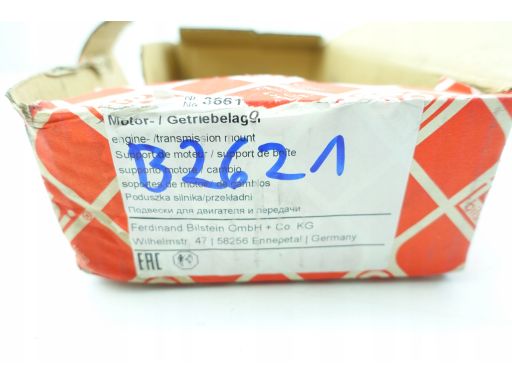 Motor- / Getriebelager
engine- /transmission mount
Support de moteur / support de boîte
supporto motore / cambio
soportes de motor / de cambios
Poduszka silnika/przekładni
Подвески для двигателя и передачи
B2621
Ferdinand Bilstein GmbH + Co. KG
Wilhelmstr. 47 | 58256 Ennepetal | Germany
EAC